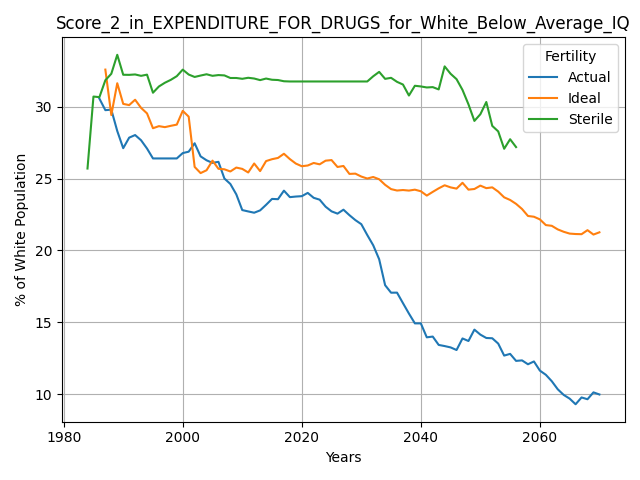 Score_2_in_EXPENDITURE_FOR_DRUGS_for_White_Below_Average_IQ
Fertility
Actual
Ideal
Sterile
% of White Population
30
25
20
15
10
1980
2000
2020
2040
2060
Years